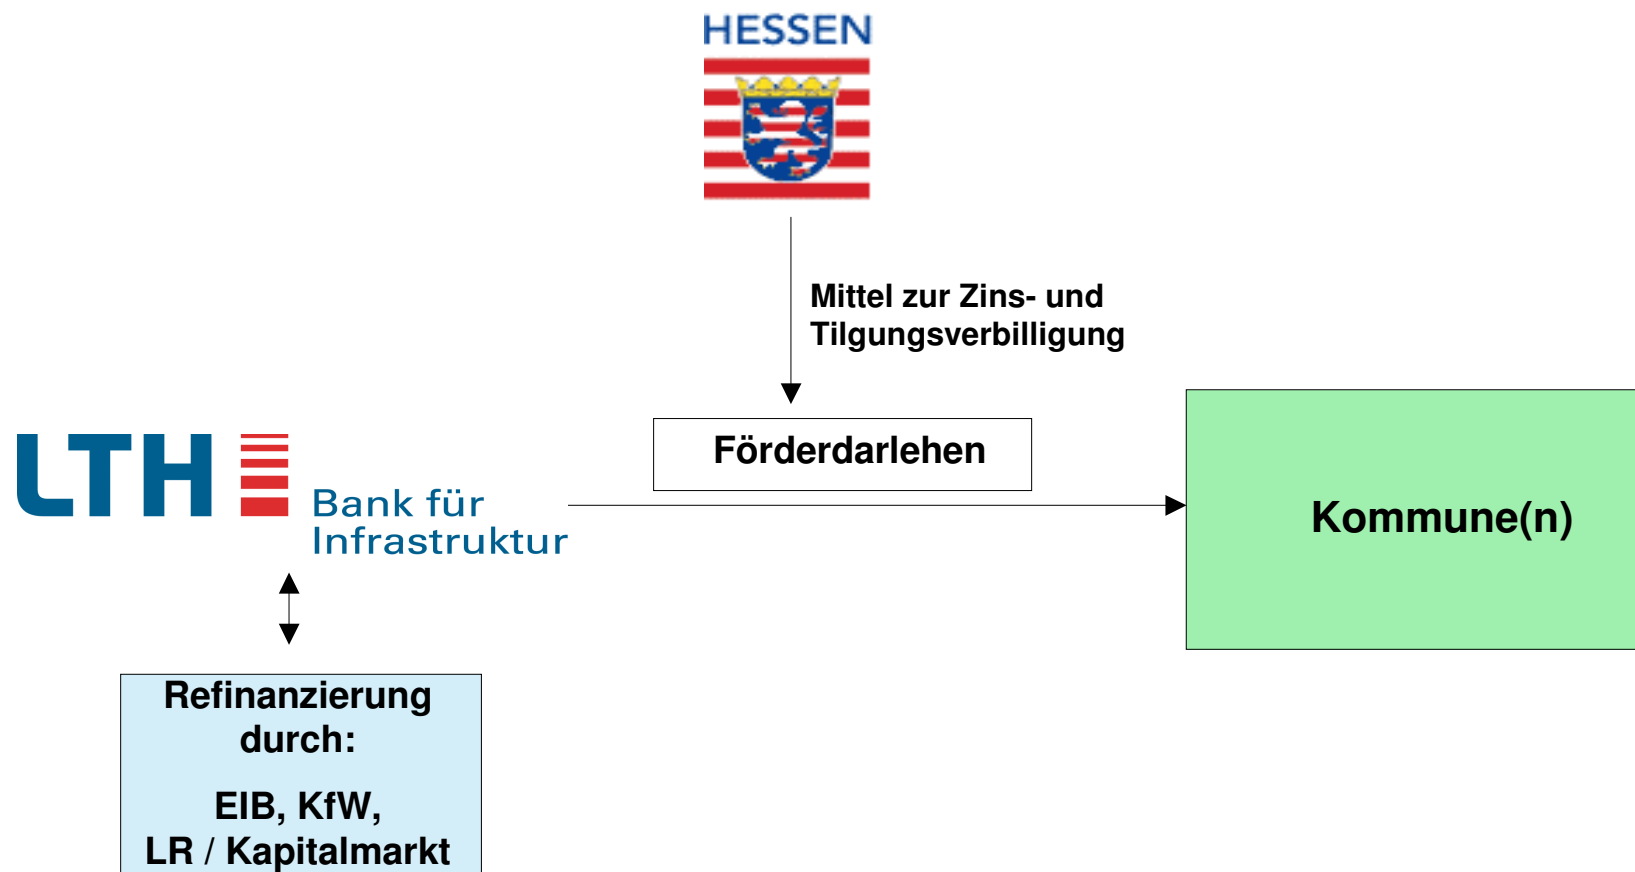 HESSEN
Mittel zur Zins- und
Tilgungsverbilligung
Förderdarlehen
LTH
Bank für
Infrastruktur
Kommune(n)
Refinanzierung
durch:
EIB, KfW,
LR / Kapitalmarkt